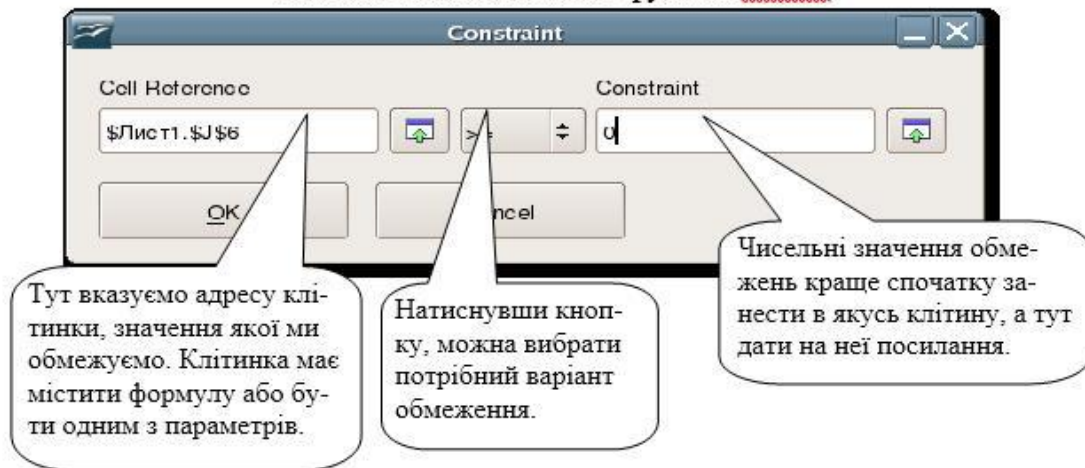 Constraint
Cell Reference
Constraint
$Лист1.$J$6
0
OK
Тут вказуємо адресу клі-
тинки, значення якої ми
обмежуємо. Клітинка має
містити формулу або бу-
ти одним з параметрів.
Натиснувши кноп-
ку, можна вибрати
потрібний варіант
обмеження.
Чисельні значення обме-
жень краще спочатку за-
нести в якусь клітину, а тут
дати на неї посилання.